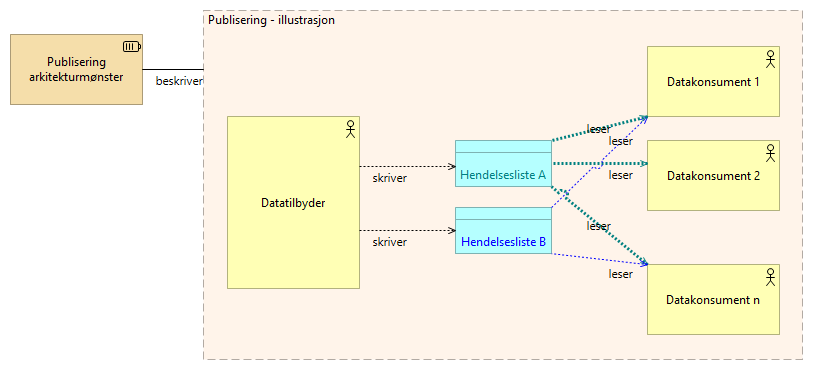 Publisering - illustrasjon
Publisering
arkitekturmønster
beskriver
Datatilbyder
skriver
skriver
Hendelsesliste A
Hendelsesliste B
leser
leser
leser
leser
leser
Datakonsument 1
Datakonsument 2
Datakonsument n